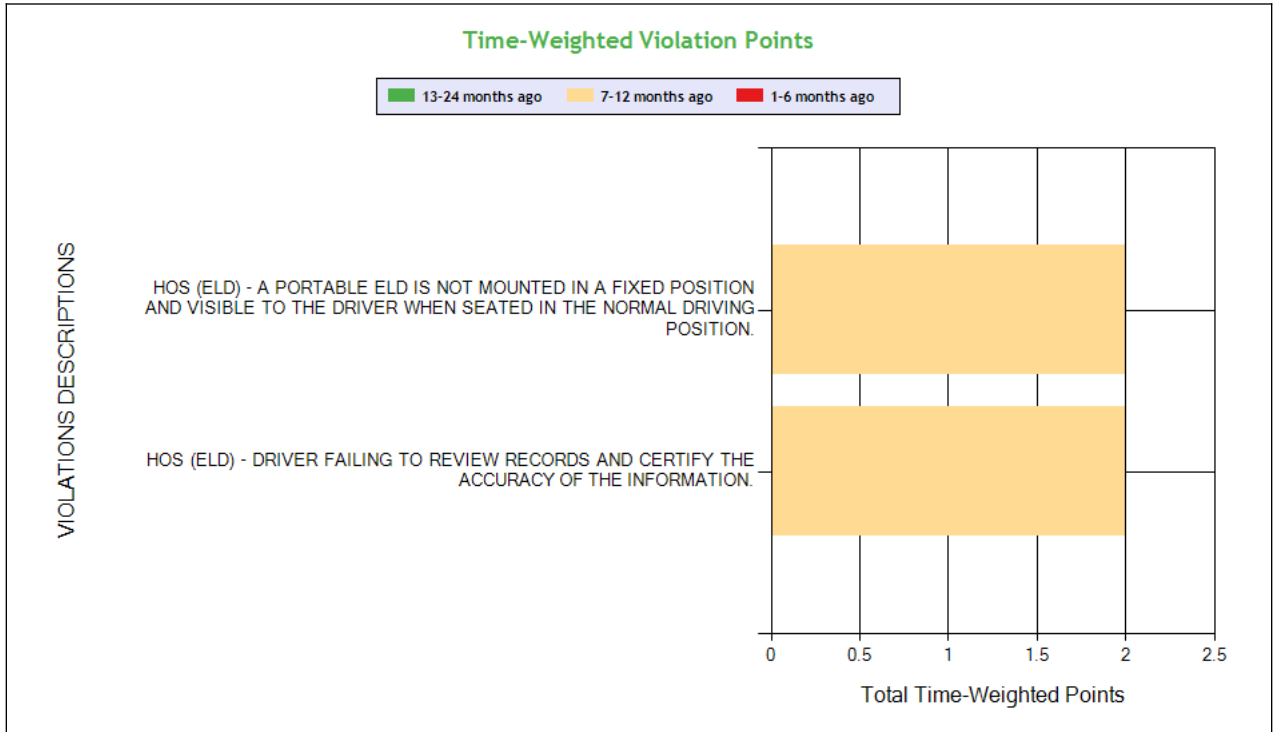 Time-Weighted Violation Points
13-24 months ago
7-12 months ago
1-6 months ago
VIOLATIONS DESCRIPTIONS
HOS (ELD) - A PORTABLE ELD IS NOT MOUNTED IN A FIXED POSITION
AND VISIBLE TO THE DRIVER WHEN SEATED IN THE NORMAL DRIVING
POSITION.
HOS (ELD) - DRIVER FAILING TO REVIEW RECORDS AND CERTIFY THE
ACCURACY OF THE INFORMATION.
0 0.5 1 1.5 2 2.5
Total Time-Weighted Points